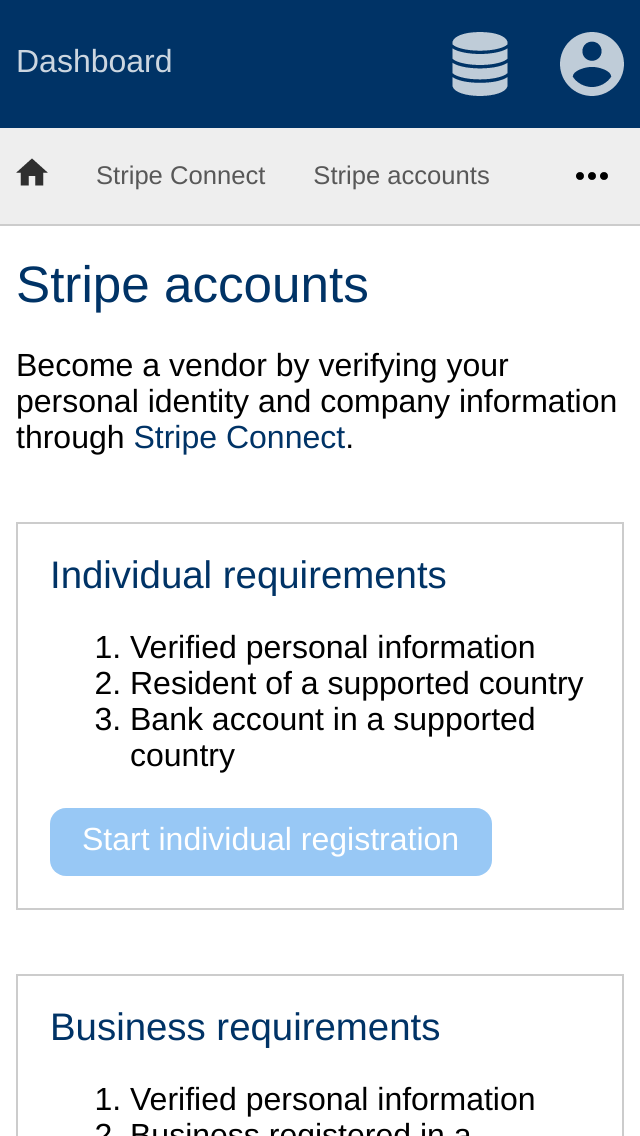 Dashboard
Stripe Connect Stripe accounts
Stripe accounts
Become a vendor by verifying your
personal identity and company information
through Stripe Connect.
Individual requirements
1. Verified personal information
2. Resident of a supported country
3. Bank account in a supported
country
Start individual registration
Business requirements
1. Verified personal information
2. Business registered in a